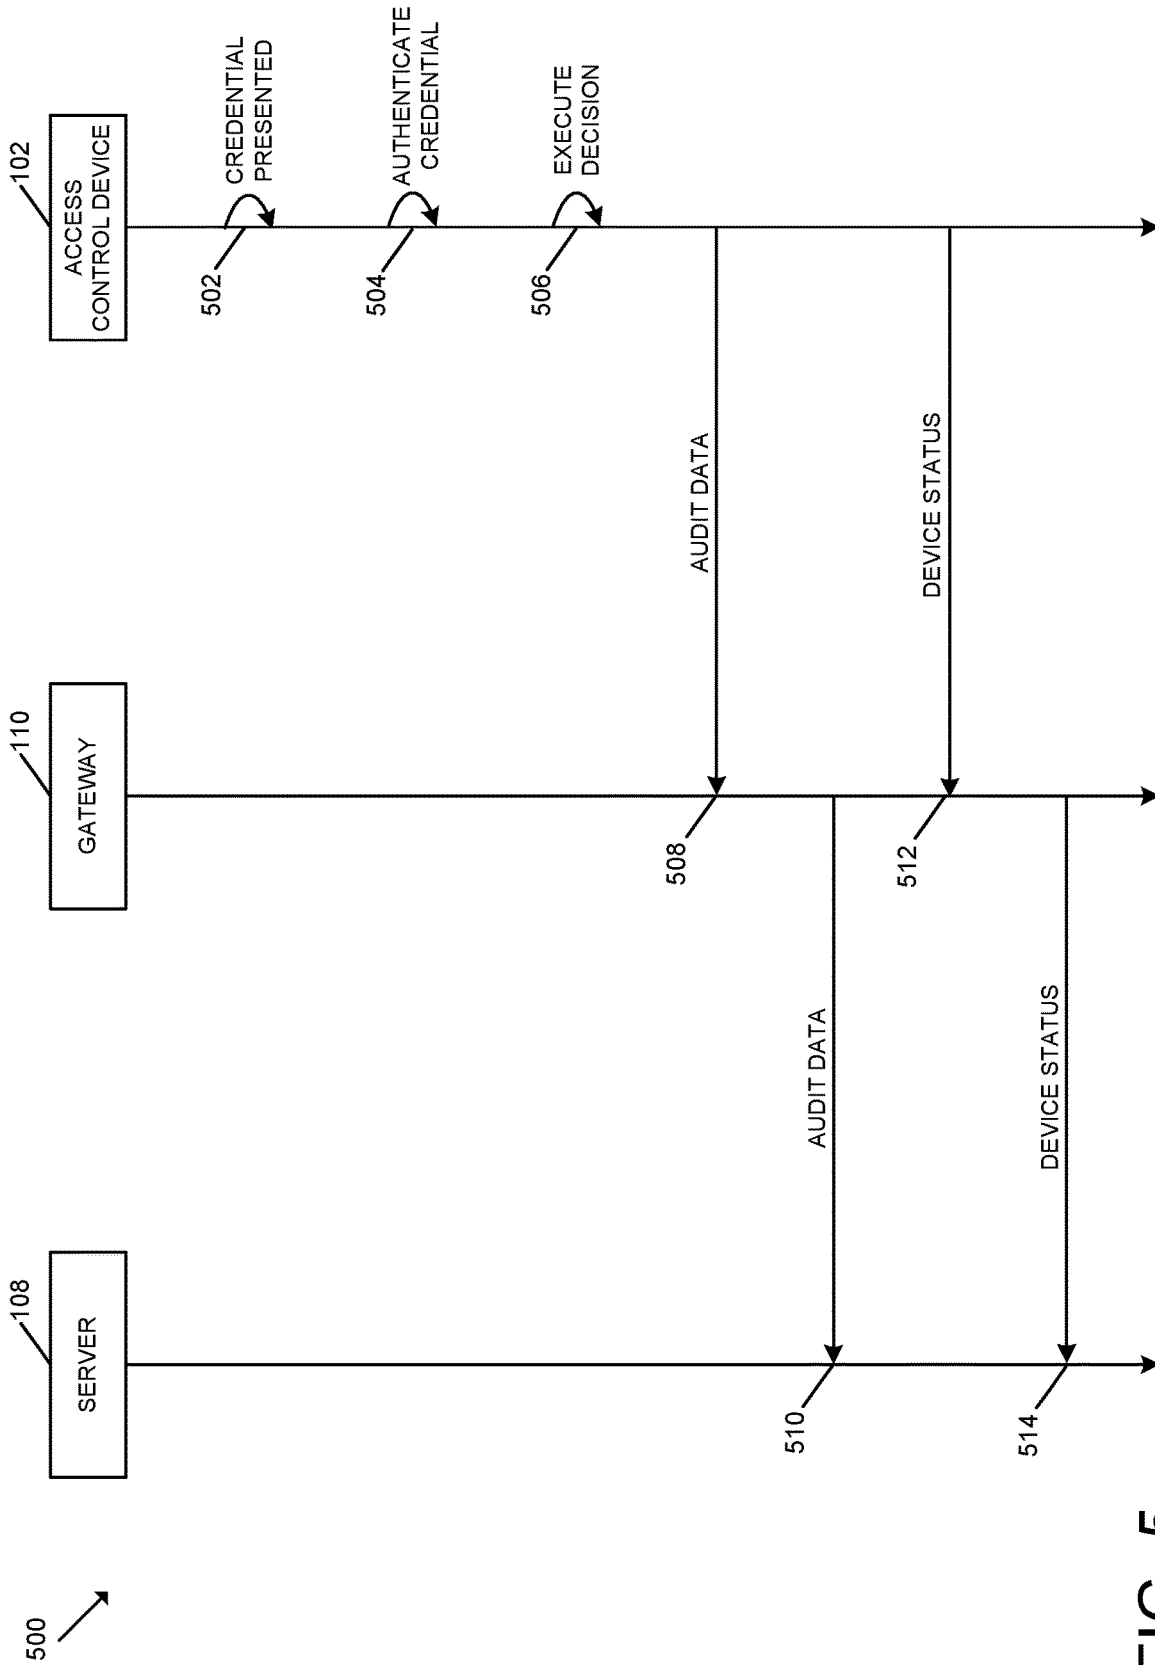 500
108
SERVER
110
GATEWAY
102
ACCESS
CONTROL DEVICE
502
CREDENTIAL
PRESENTED
504
AUTHENTICATE
CREDENTIAL
506
EXECUTE
DECISION
508
AUDIT DATA
510
AUDIT DATA
512
DEVICE STATUS
514
DEVICE STATUS
FIG. 5